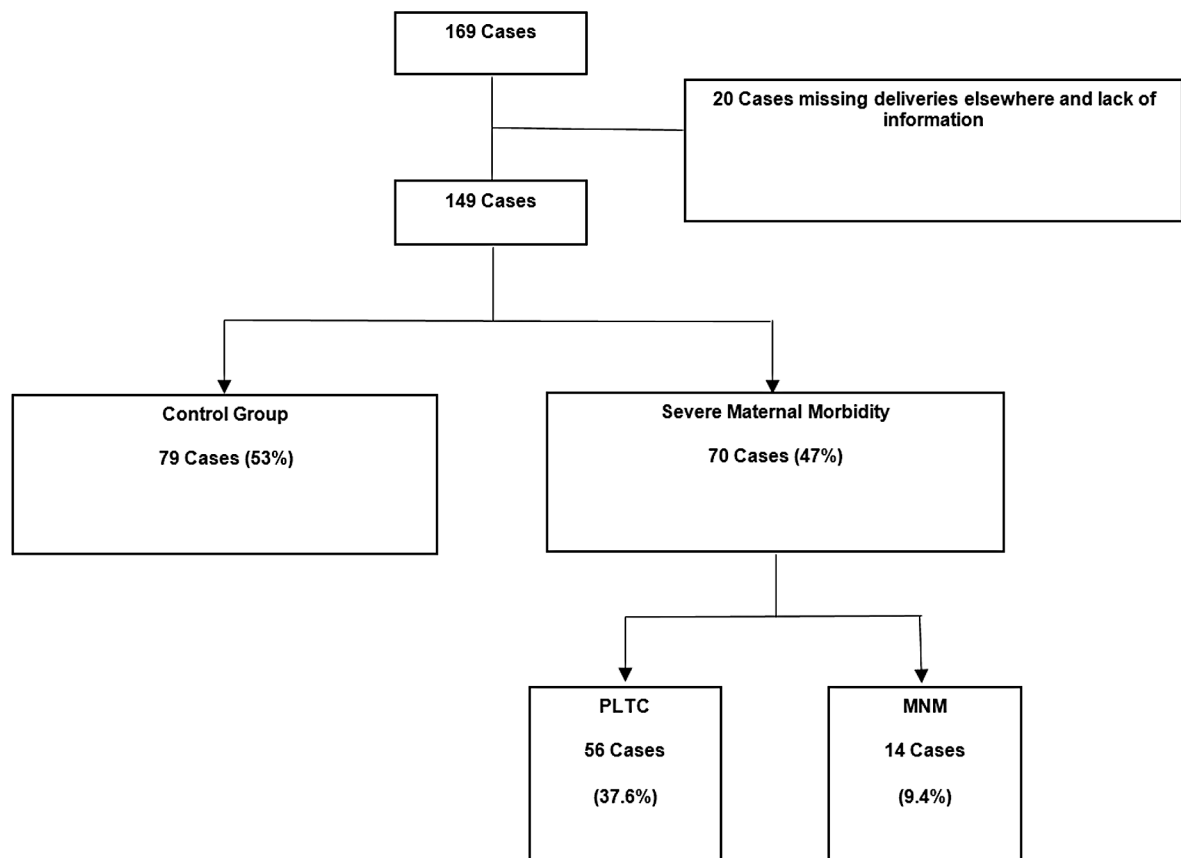 169 Cases
20 Cases missing deliveries elsewhere and lack of
information
149 Cases
Control Group
79 Cases (53%)
Severe Maternal Morbidity
70 Cases (47%)
PLTC
56 Cases
(37.6%)
MNM
14 Cases
(9.4%)